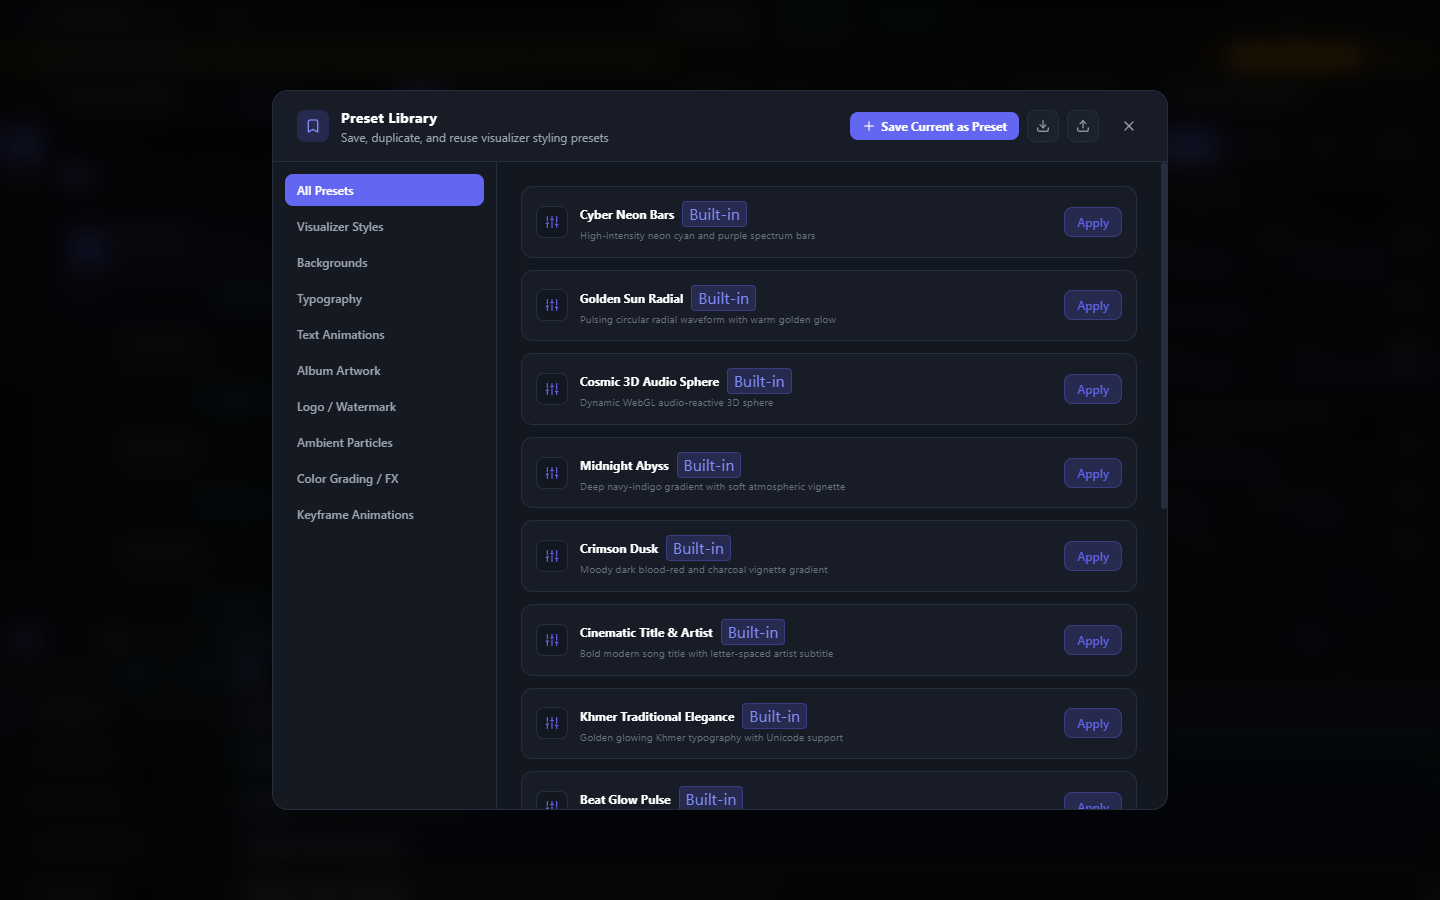 Preset Library
Save, duplicate, and reuse visualizer styling presets
Save Current as Preset
All Presets
Visualizer Styles
Backgrounds
Typography
Text Animations
Album Artwork
Logo / Watermark
Ambient Particles
Color Grading / FX
Keyframe Animations
Cyber Neon Bars Built-in
High-intensity neon cyan and purple spectrum bars
Apply
Golden Sun Radial Built-in
Pulsing circular radial waveform with warm golden glow
Apply
Cosmic 3D Audio Sphere Built-in
Dynamic WebGL audio-reactive 3D sphere
Apply
Midnight Abyss Built-in
Deep navy-indigo gradient with soft atmospheric vignette
Apply
Crimson Dusk Built-in
Moody dark blood-red and charcoal vignette gradient
Apply
Cinematic Title & Artist Built-in
Bold modern song title with letter-spaced artist subtitle
Apply
Khmer Traditional Elegance Built-in
Golden glowing Khmer typography with Unicode support
Apply
Beat Glow Pulse Built-in
Apply